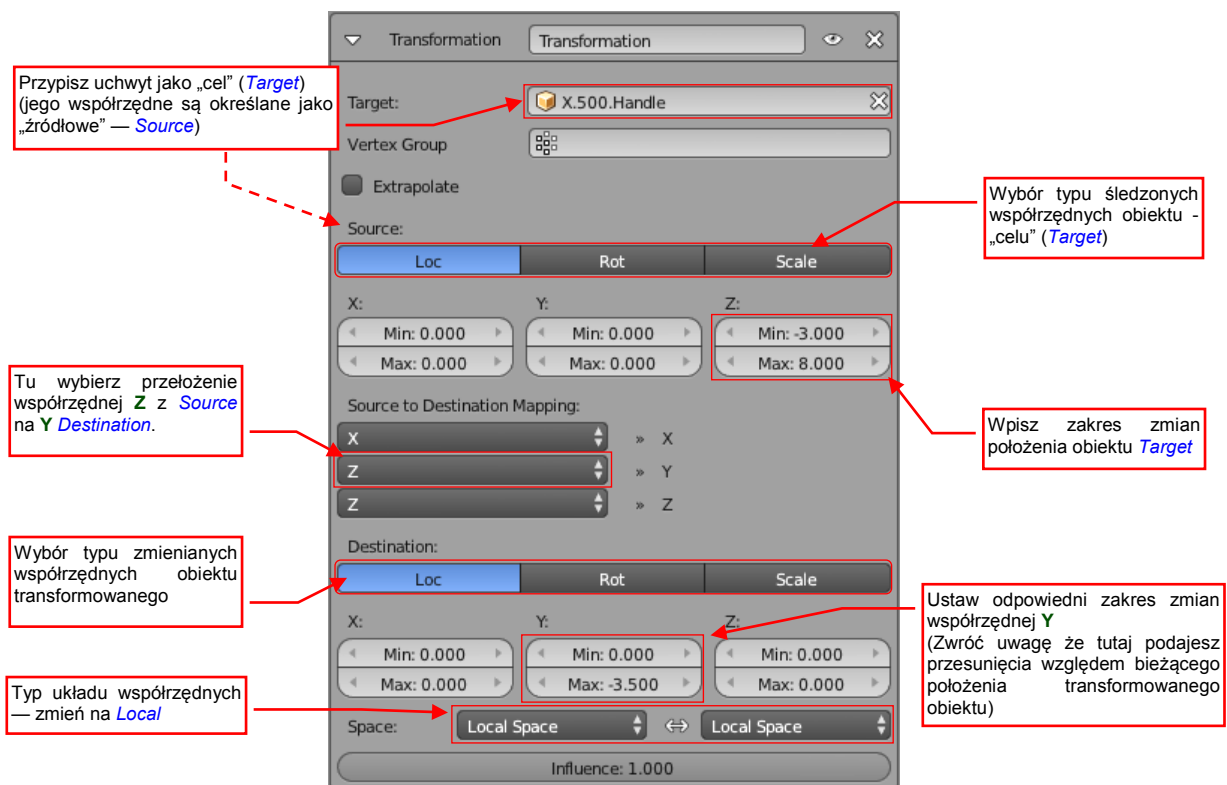 Transformation Transformation
Przypisz uchwyt jako „cel” (Target)
(jego współrzędne są określane jako
„źródłowe” — Source)
Target: X.500.Handle
Vertex Group
Extrapolate
Wybór typu śledzonych
współrzędnych obiektu -
„celu” (Target)
Source:
Loc Rot Scale
X: Y: Z:
Min: 0.000 Min: 0.000 Min: -3.000
Max: 0.000 Max: 0.000 Max: 8.000
Tu wybierz przełożenie
współrzędnej Z z Source
na Y Destination.
Source to Destination Mapping:
X » X
Z » Y
Z » Z
Wpisz zakres zmian
położenia obiektu Target
Wybór typu zmienianych
współrzędnych obiektu
transformowanego
Destination:
Loc Rot Scale
X: Y: Z:
Min: 0.000 Min: 0.000 Min: 0.000
Max: 0.000 Max: -3.500 Max: 0.000
Ustaw odpowiedni zakres zmian
współrzędnej Y
(Zwróć uwagę że tutaj podajesz
przesunięcia względem bieżącego
położenia transformowanego
obiektu)
Typ układu współrzędnych
— zmień na Local
Space: Local Space Local Space
Influence: 1.000